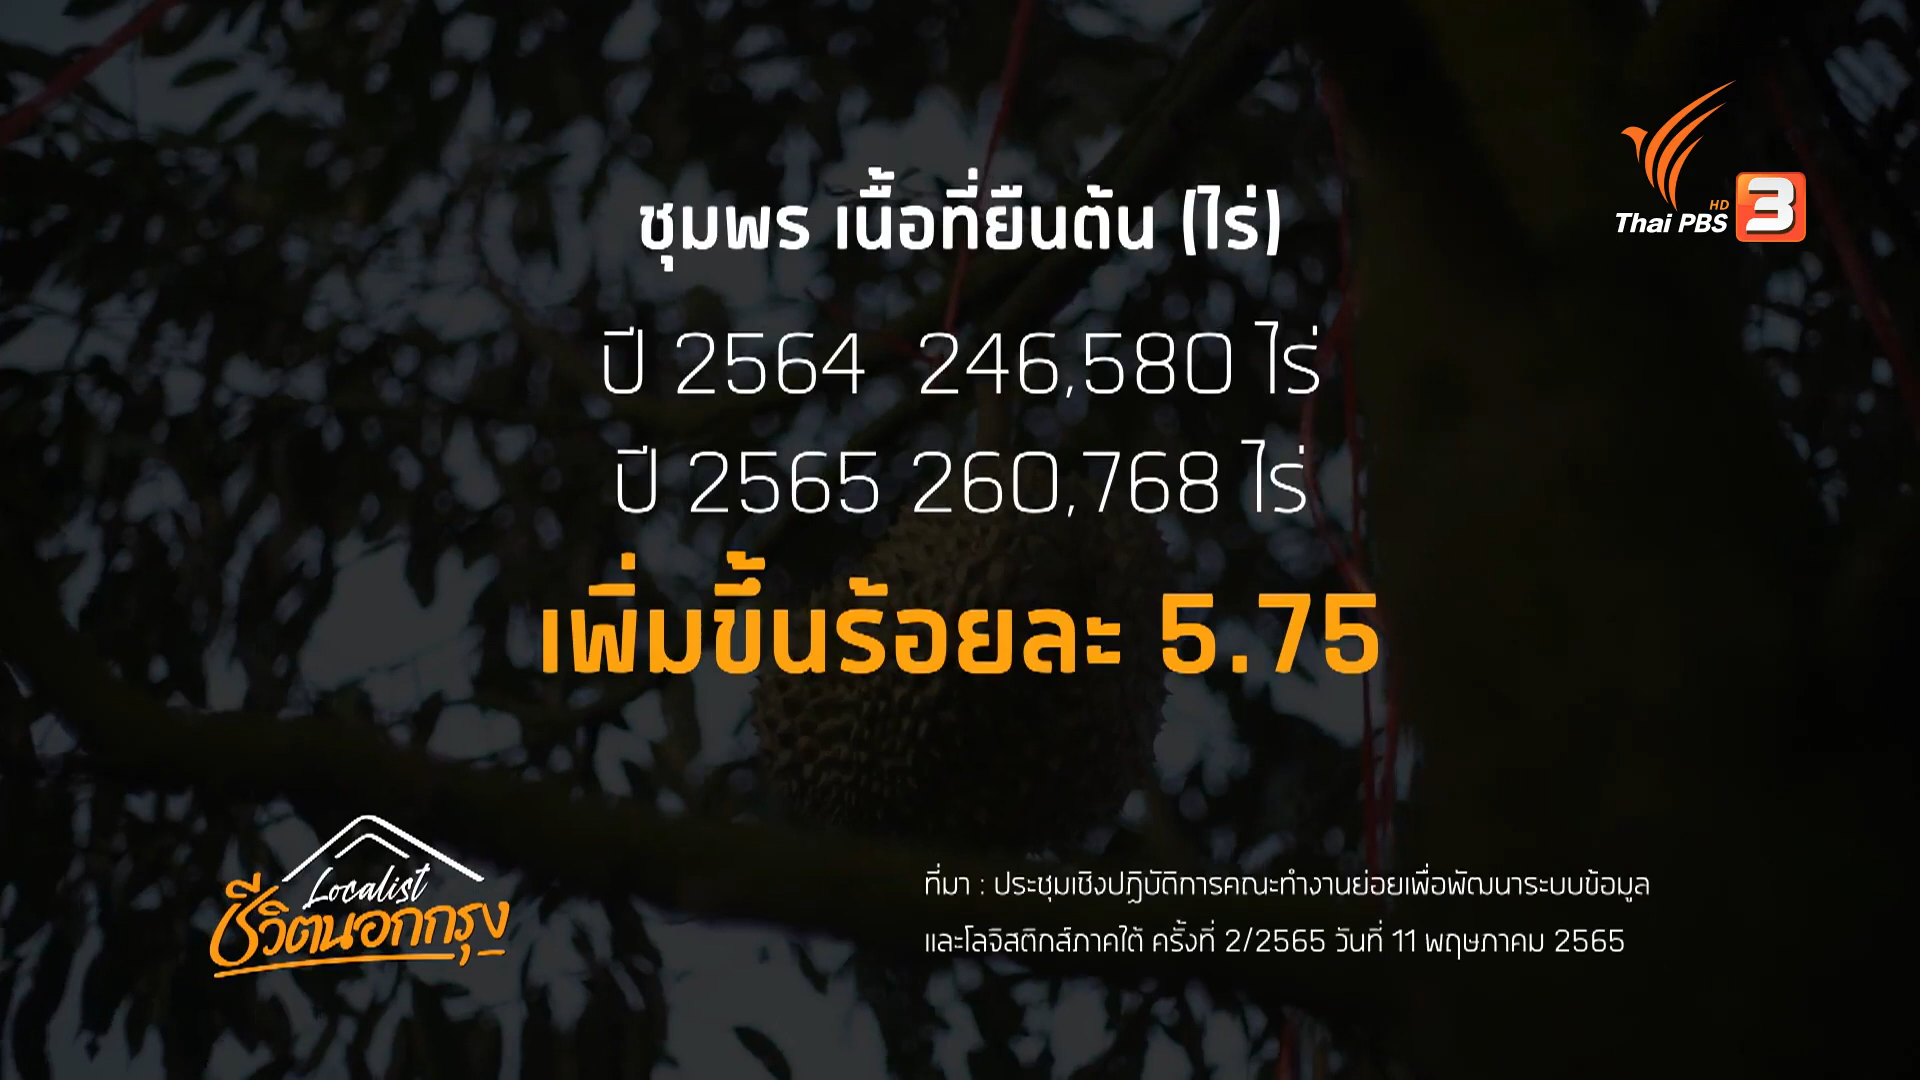 ชุมพร เนื้อที่ยืนต้น (ไร่)
ปี 2564 246,580 ไร่
ปี 2565 260,768 ไร่
เพิ่มขึ้นร้อยละ 5.75
HD
Thai PBS 3
Localist
ชีวิตนอกกรุง
ที่มา : ประชุมเชิงปฏิบัติการคณะทำงานย่อยเพื่อพัฒนาระบบข้อมูล
และโลจิสติกส์ภาคใต้ ครั้งที่ 2/2565 วันที่ 11 พฤษภาคม 2565